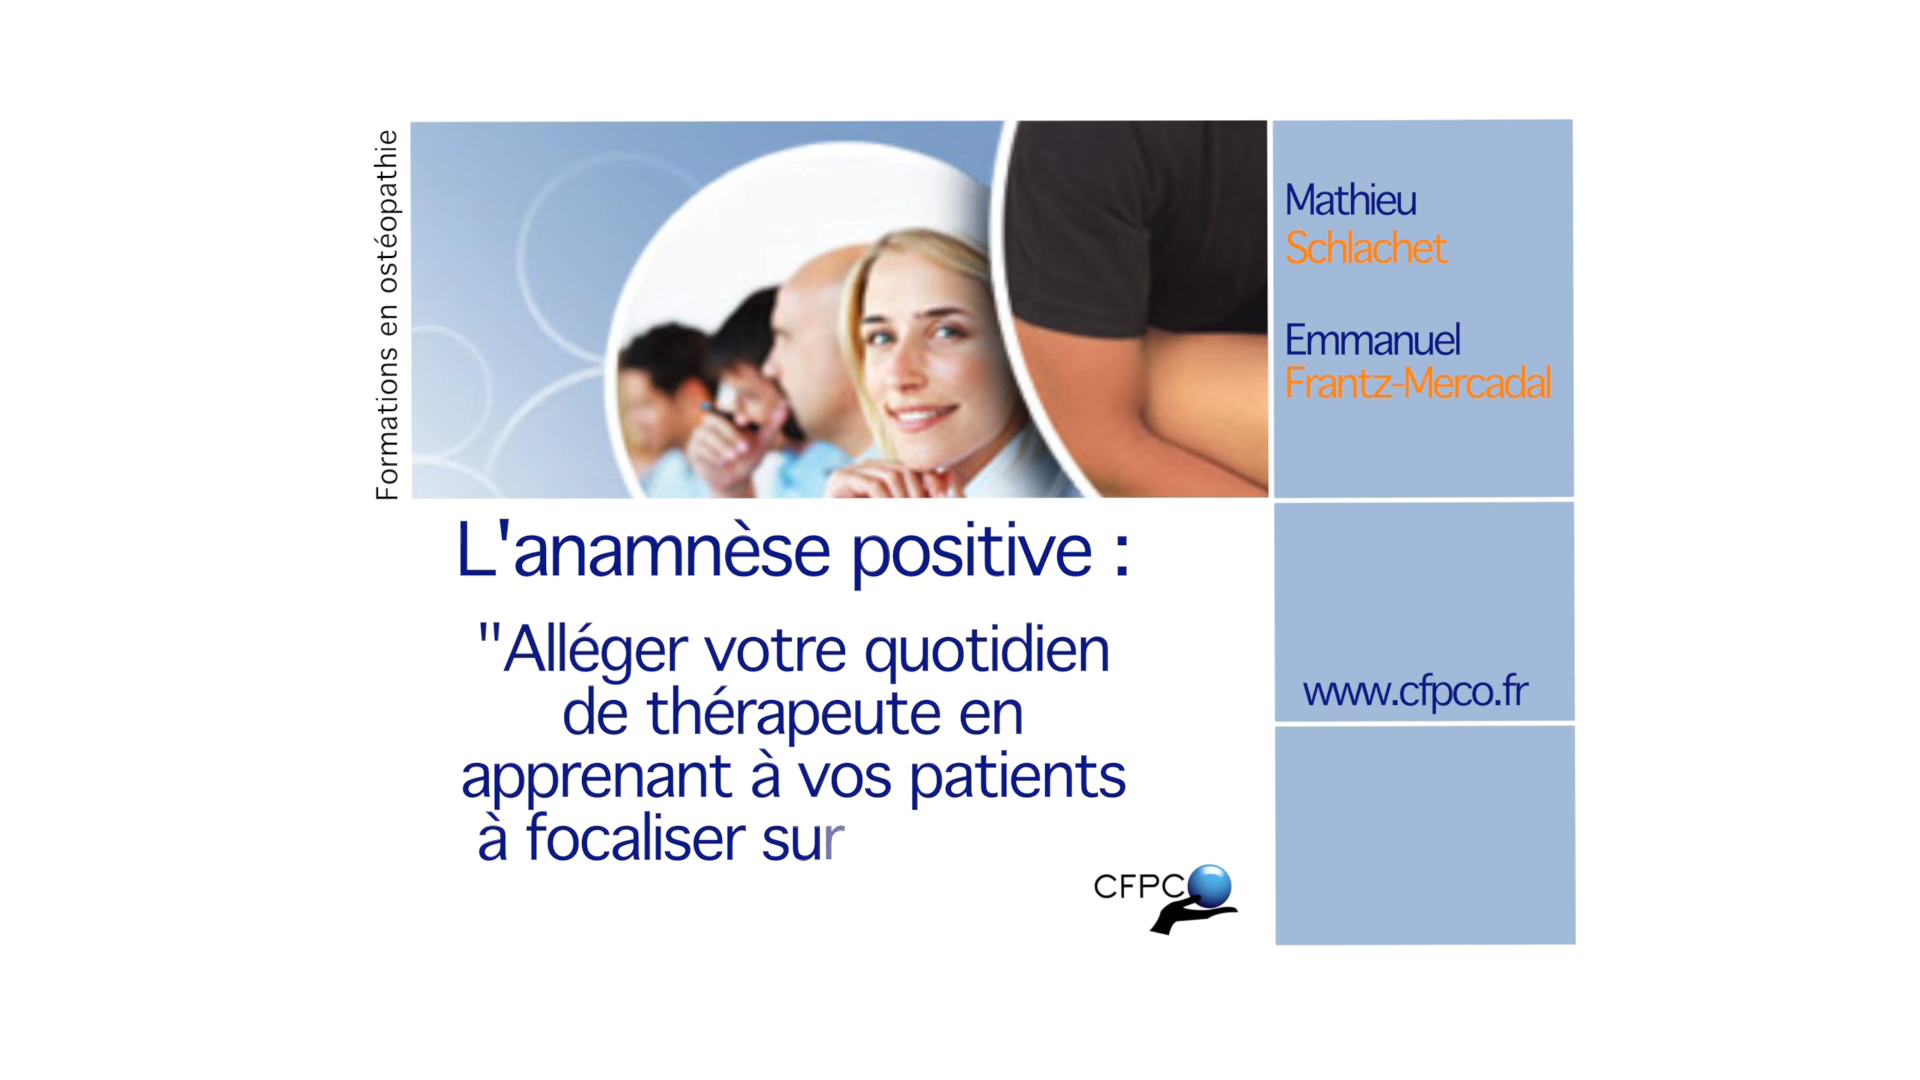 Formations en ostéopathie
Mathieu
Schlachet
Emmanuel
Frantz-Mercadal
L'anamnèse positive :
"Alléger votre quotidien
de thérapeute en
apprenant à vos patients
à focaliser sur
www.cfpco.fr
CFPC